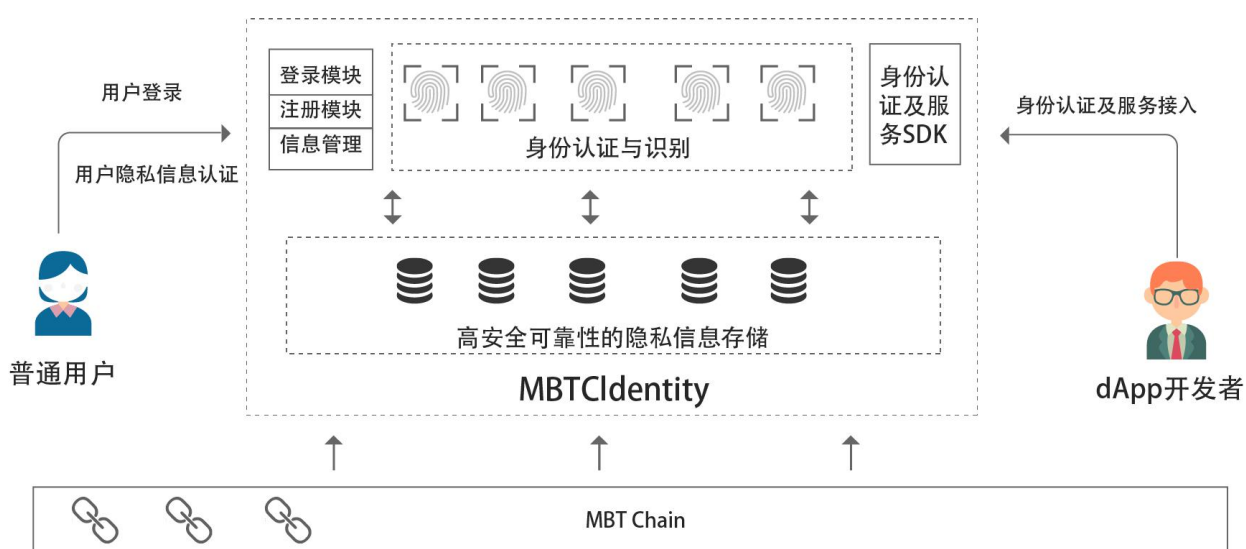 用户登录
用户隐私信息认证
普通用户
登录模块
注册模块
信息管理
身份认证与识别
身份认
证及服
务SDK
高安全可靠性的隐私信息存储
MBTCIdentity
身份认证及服务接入
dApp开发者
MBT Chain